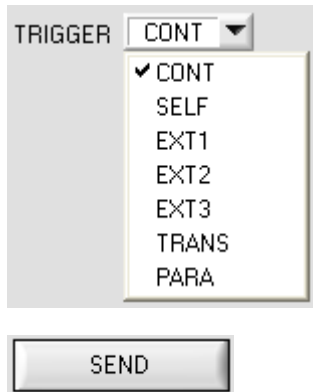 TRIGGER CONT
CONT
SELF
EXT1
EXT2
EXT3
TRANS
PARA
SEND